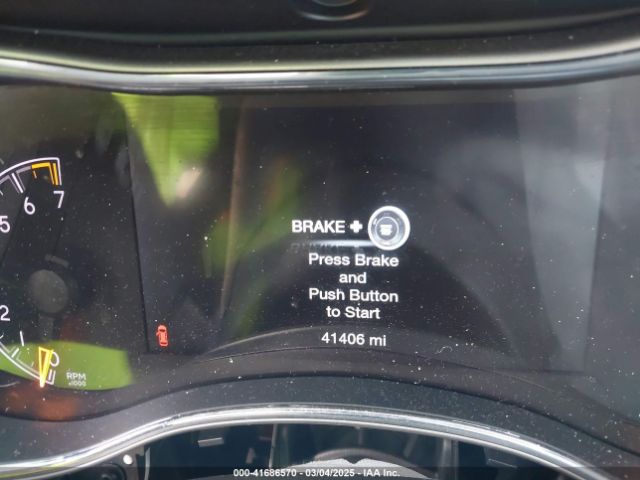 5
6
7
2
0
RPM
x1000
BRAKE +
Press Brake
and
Push Button
to Start
41406 mi
000-41686570 - 03/04/2025 - IAA Inc.